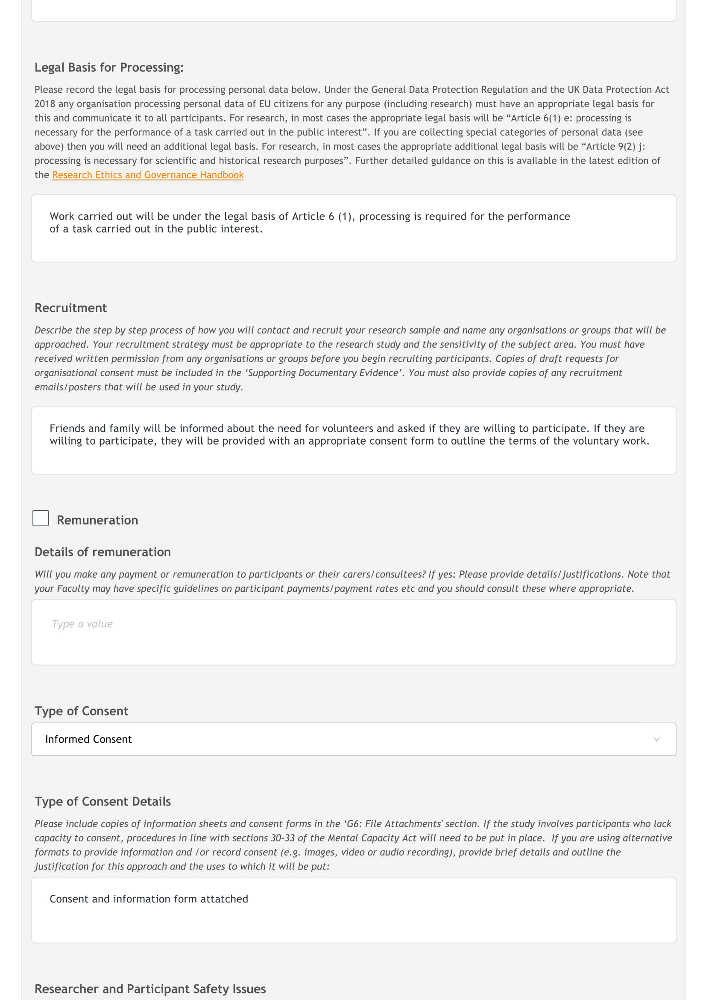 Legal Basis for Processing:
Please record the legal basis for processing personal data below. Under the General Data Protection Regulation and the UK Data Protection Act
2018 any organisation processing personal data of EU citizens for any purpose (including research) must have an appropriate legal basis for
this and communicate it to all participants. For research, in most cases the appropriate legal basis will be “Article 6(1) e: processing is
necessary for the performance of a task carried out in the public interest”. If you are collecting special categories of personal data (see
above) then you will need an additional legal basis. For research, in most cases the appropriate additional legal basis will be “Article 9(2) j:
processing is necessary for scientific and historical research purposes”. Further detailed guidance on this is available in the latest edition of
the Research Ethics and Governance Handbook
Work carried out will be under the legal basis of Article 6 (1), processing is required for the performance
of a task carried out in the public interest.
Recruitment
Describe the step by step process of how you will contact and recruit your research sample and name any organisations or groups that will be
approached. Your recruitment strategy must be appropriate to the research study and the sensitivity of the subject area. You must have
received written permission from any organisations or groups before you begin recruiting participants. Copies of draft requests for
organisational consent must be included in the ‘Supporting Documentary Evidence’. You must also provide copies of any recruitment
emails/posters that will be used in your study.
Friends and family will be informed about the need for volunteers and asked if they are willing to participate. If they are
willing to participate, they will be provided with an appropriate consent form to outline the terms of the voluntary work.
Remuneration
Details of remuneration
Will you make any payment or remuneration to participants or their carers/consultees? If yes: Please provide details/justifications. Note that
your Faculty may have specific guidelines on participant payments/payment rates etc and you should consult these where appropriate.
Type a value
Type of Consent
Informed Consent
Type of Consent Details
Please include copies of information sheets and consent forms in the ‘G6: File Attachments' section. If the study involves participants who lack
capacity to consent, procedures in line with sections 30-33 of the Mental Capacity Act will need to be put in place.  If you are using alternative
formats to provide information and /or record consent (e.g. images, video or audio recording), provide brief details and outline the
justification for this approach and the uses to which it will be put:
Consent and information form attatched
Researcher and Participant Safety Issues